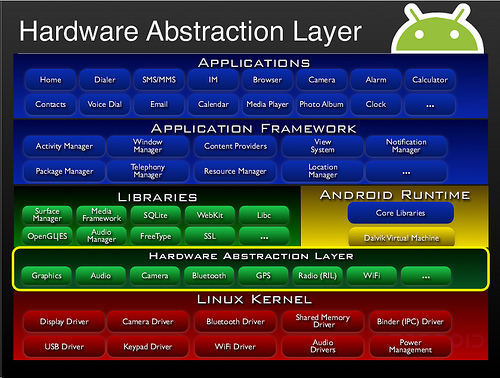 Hardware Abstraction Layer
APPLICATIONS
Home Dialer SMS/MMS IM Browser Camera Alarm Calculator
Contacts Voice Dial Email Calendar Media Player Photo Album Clock ...
APPLICATION FRAMEWORK
Activity Manager Window Manager Content Providers View System Notification Manager
Package Manager Telephony Manager Resource Manager Location Manager ...
LIBRARIES
Surface Manager Media Framework SQLite WebKit Libc
OpenGL|ES Audio Manager FreeType SSL ...
ANDROID RUNTIME
Core Libraries
Dalvik Virtual Machine
HARDWARE ABSTRACTION LAYER
Graphics Audio Camera Bluetooth GPS Radio (RIL) WiFi ...
LINUX KERNEL
Display Driver Camera Driver Bluetooth Driver Shared Memory Driver Binder (IPC) Driver
USB Driver Keypad Driver WiFi Driver Audio Drivers Power Management